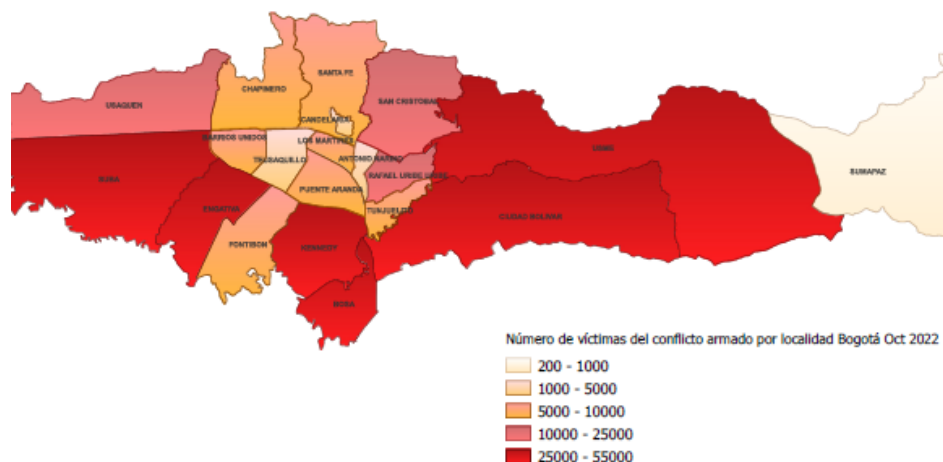 SANTA FE
CHAPINERO
USAQUEN
SAN CRISTOBAL
CANDELARIA
BARRIOS UNIDOS
LOS MARTIRES
USME
TEUSAQUILLO
ANTONIO NARIÑO
SUMAPAZ
RAFAEL URIBE URIBE
SUBA
PUENTE ARANDA
ENGATIVA
TUNJUELITO
CIUDAD BOLIVAR
FONTIBON
KENNEDY
BOSA
Número de víctimas del conflicto armado por localidad Bogotá Oct 2022
200 - 1000
1000 - 5000
5000 - 10000
10000 - 25000
25000 - 55000